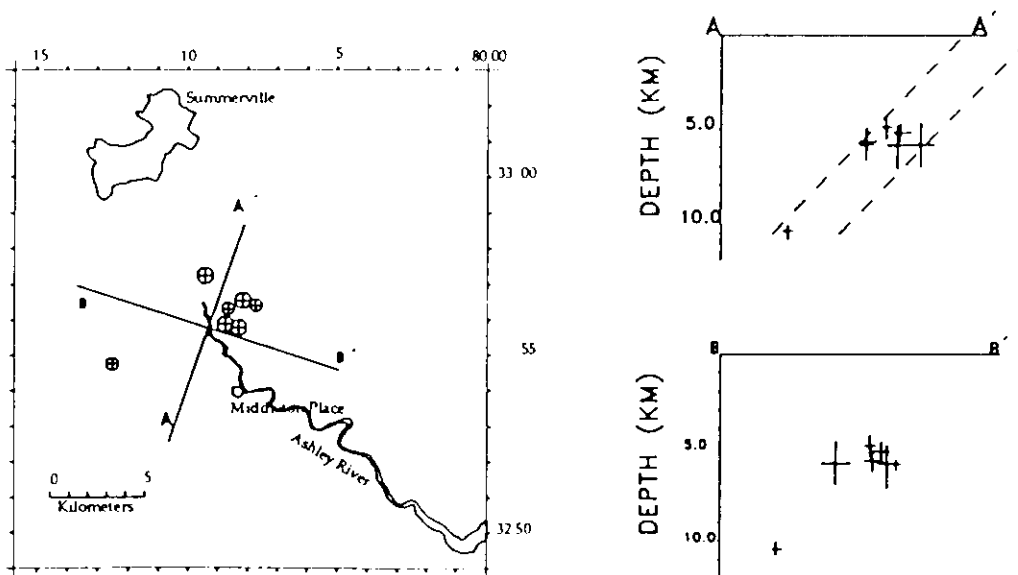 15 10 5 80 00
Summerville
33 00
A´
B
55
B´
A
Middleton Place
Ashley River
0 5
Kilometers
32 50
A A´
DEPTH (KM)
5.0
10.0
B B´
DEPTH (KM)
5.0
10.0